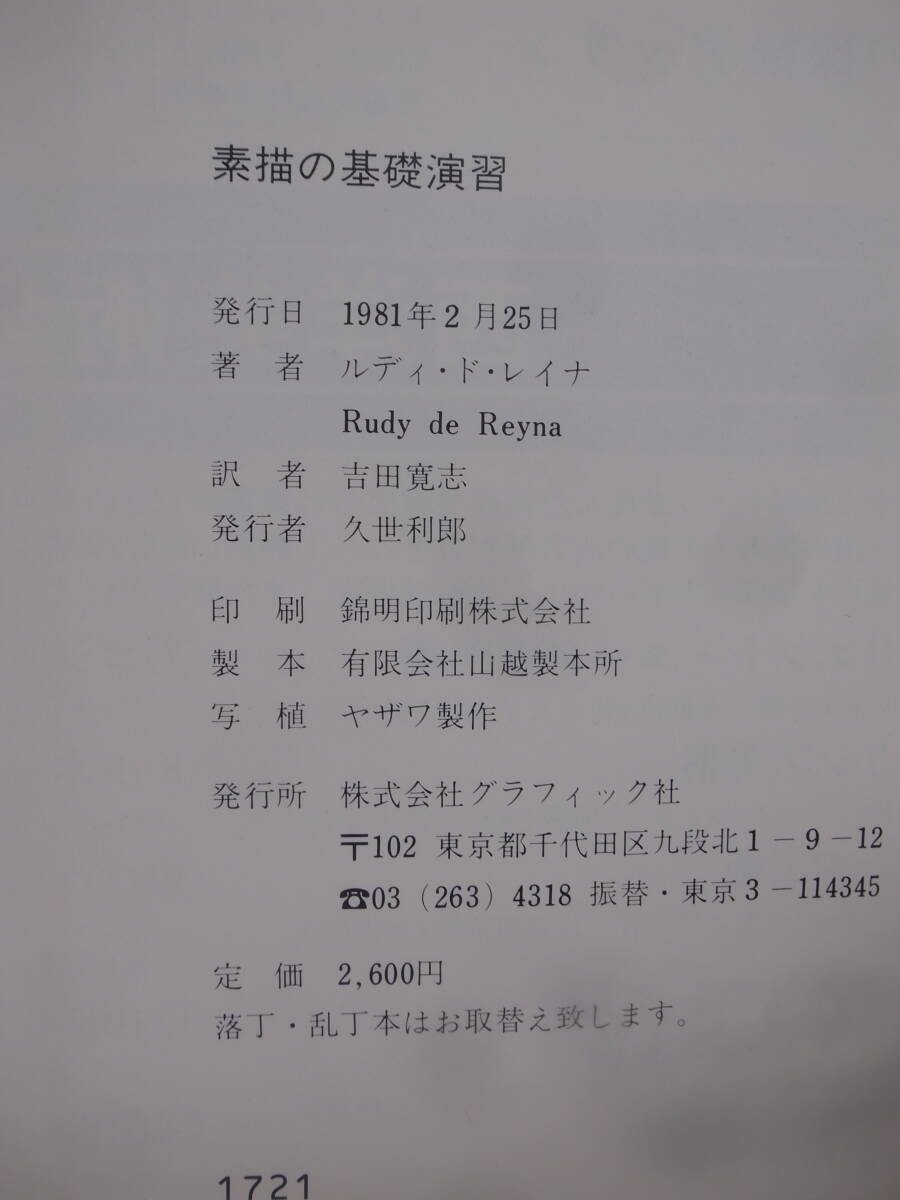 素描の基礎演習
発行日 1981年2月25日
著 者 ルディ・ド・レイナ
Rudy de Reyna
訳 者 吉田寛志
発行者 久世利郎
印 刷 錦明印刷株式会社
製 本 有限会社山越製本所
写 植 ヤザワ製作
発行所 株式会社グラフィック社
〒102 東京都千代田区九段北1－9－12
☎03 (263) 4318 振替・東京3－114345
定 価 2,600円
落丁・乱丁本はお取替え致します。
1721